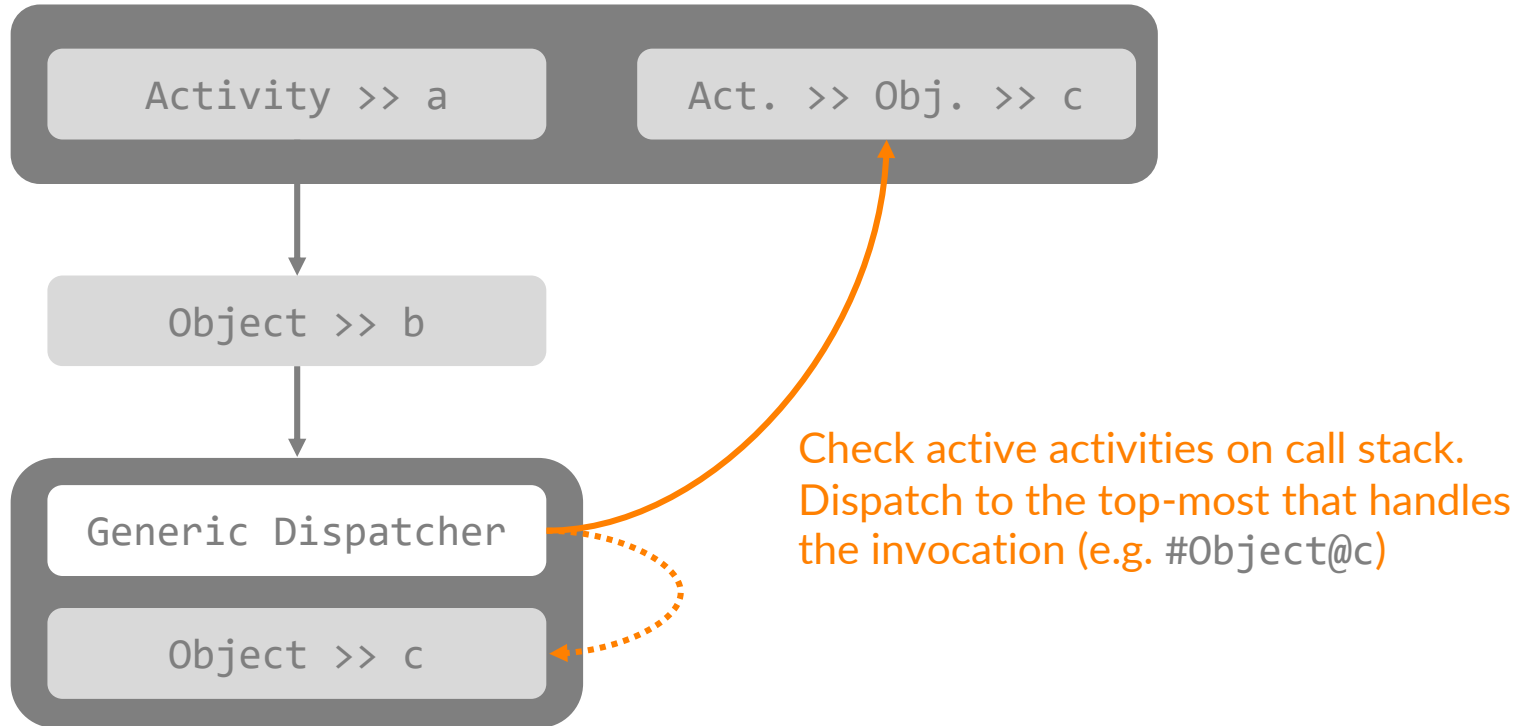 Activity >> a
Act. >> Obj. >> c
Object >> b
Check active activities on call stack.
Dispatch to the top-most that handles
the invocation (e.g. #Object@c)
Generic Dispatcher
Object >> c